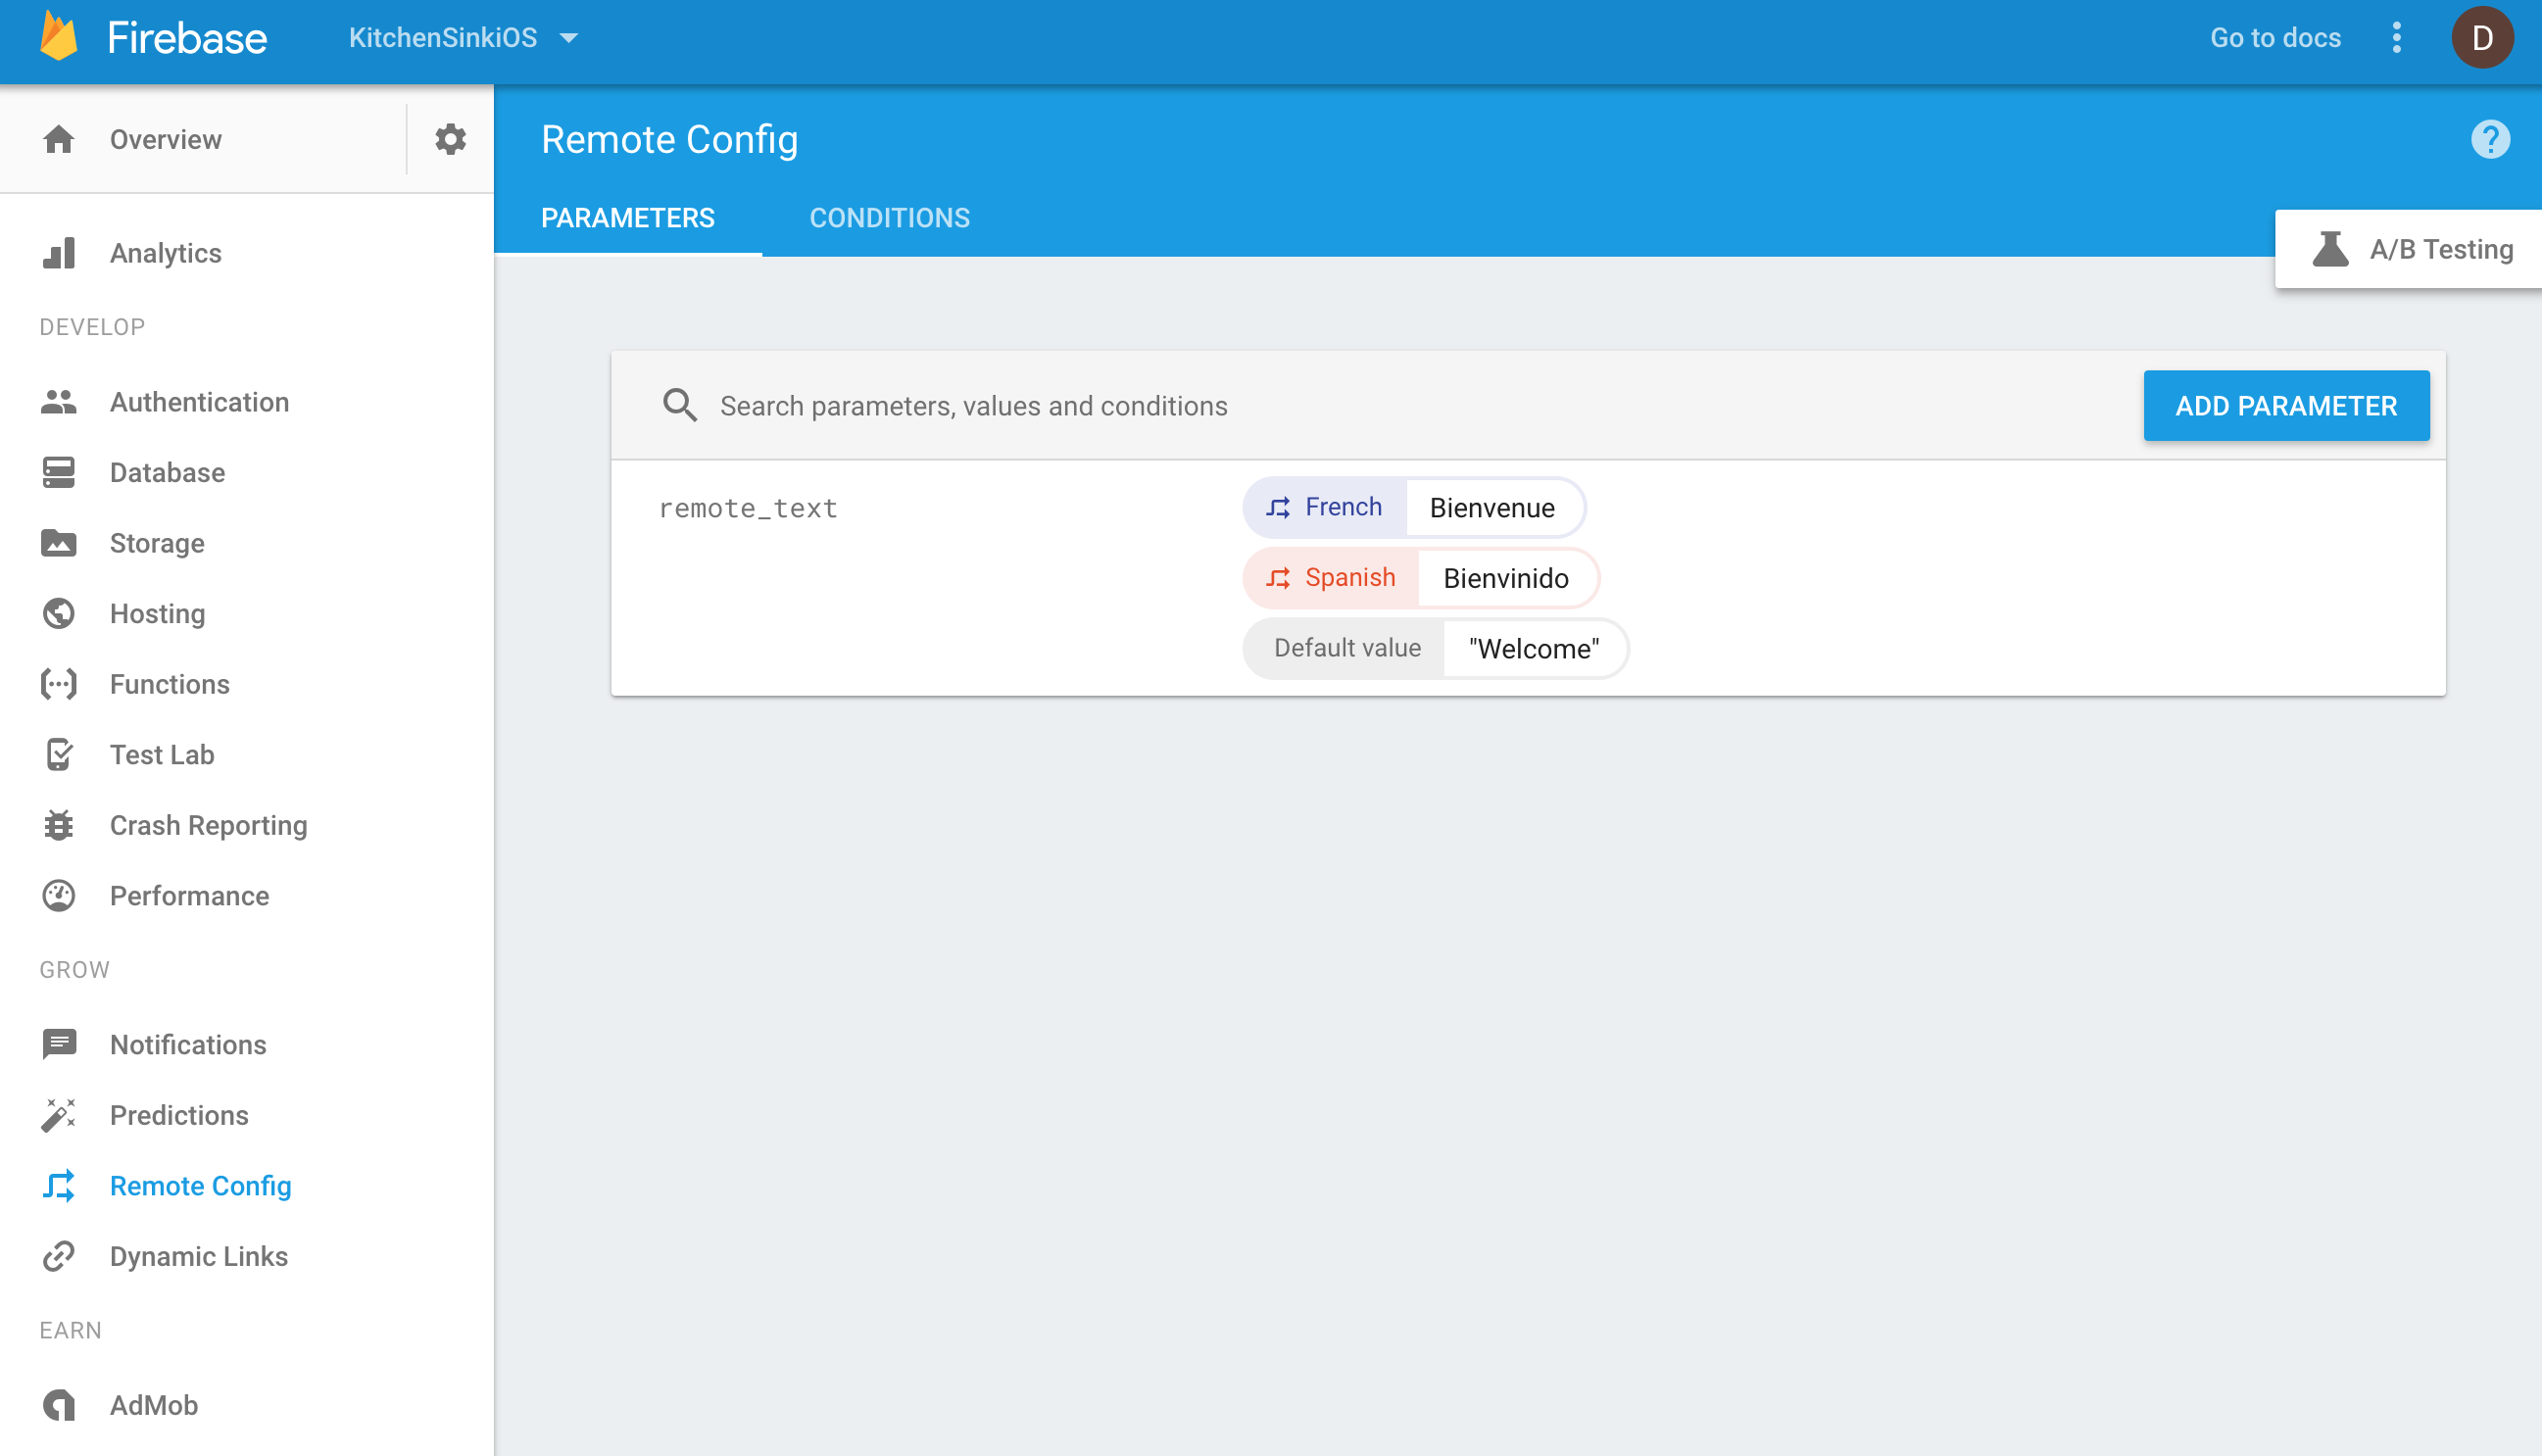 Firebase
KitchenSinkiOS
Go to docs
D
Overview
Remote Config
?
PARAMETERS
CONDITIONS
A/B Testing
Analytics
DEVELOP
Authentication
Database
Storage
Hosting
Functions
Test Lab
Crash Reporting
Performance
GROW
Notifications
Predictions
Remote Config
Dynamic Links
EARN
AdMob
Search parameters, values and conditions
ADD PARAMETER
remote_text
French Bienvenue
Spanish Bienvinido
Default value "Welcome"